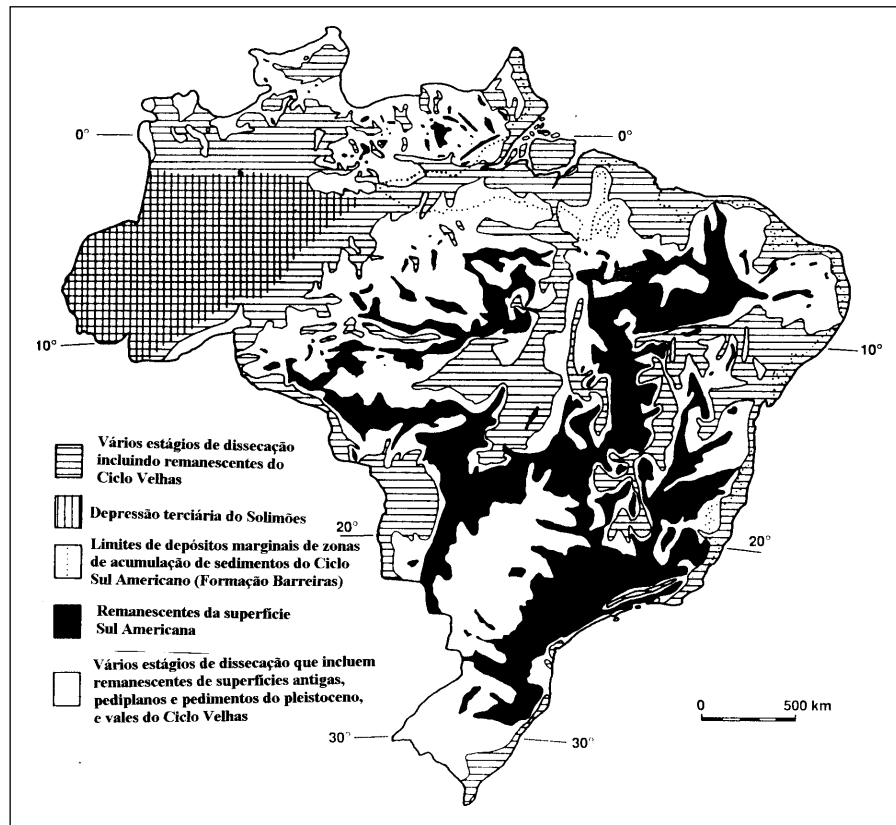 0°
0°
10°
10°
Vários estágios de dissecação
incluindo remanescentes do
Ciclo Velhas
Depressão terciária do Solimões
20°
20°
Limites de depósitos marginais de zonas
de acumulação de sedimentos do Ciclo
Sul Americano (Formação Barreiras)
Remanescentes da superfície
Sul Americana
Vários estágios de dissecação que incluem
remanescentes de superfícies antigas,
pediplanos e pedimentos do pleistoceno,
e vales do Ciclo Velhas
0 500 km
30°
30°